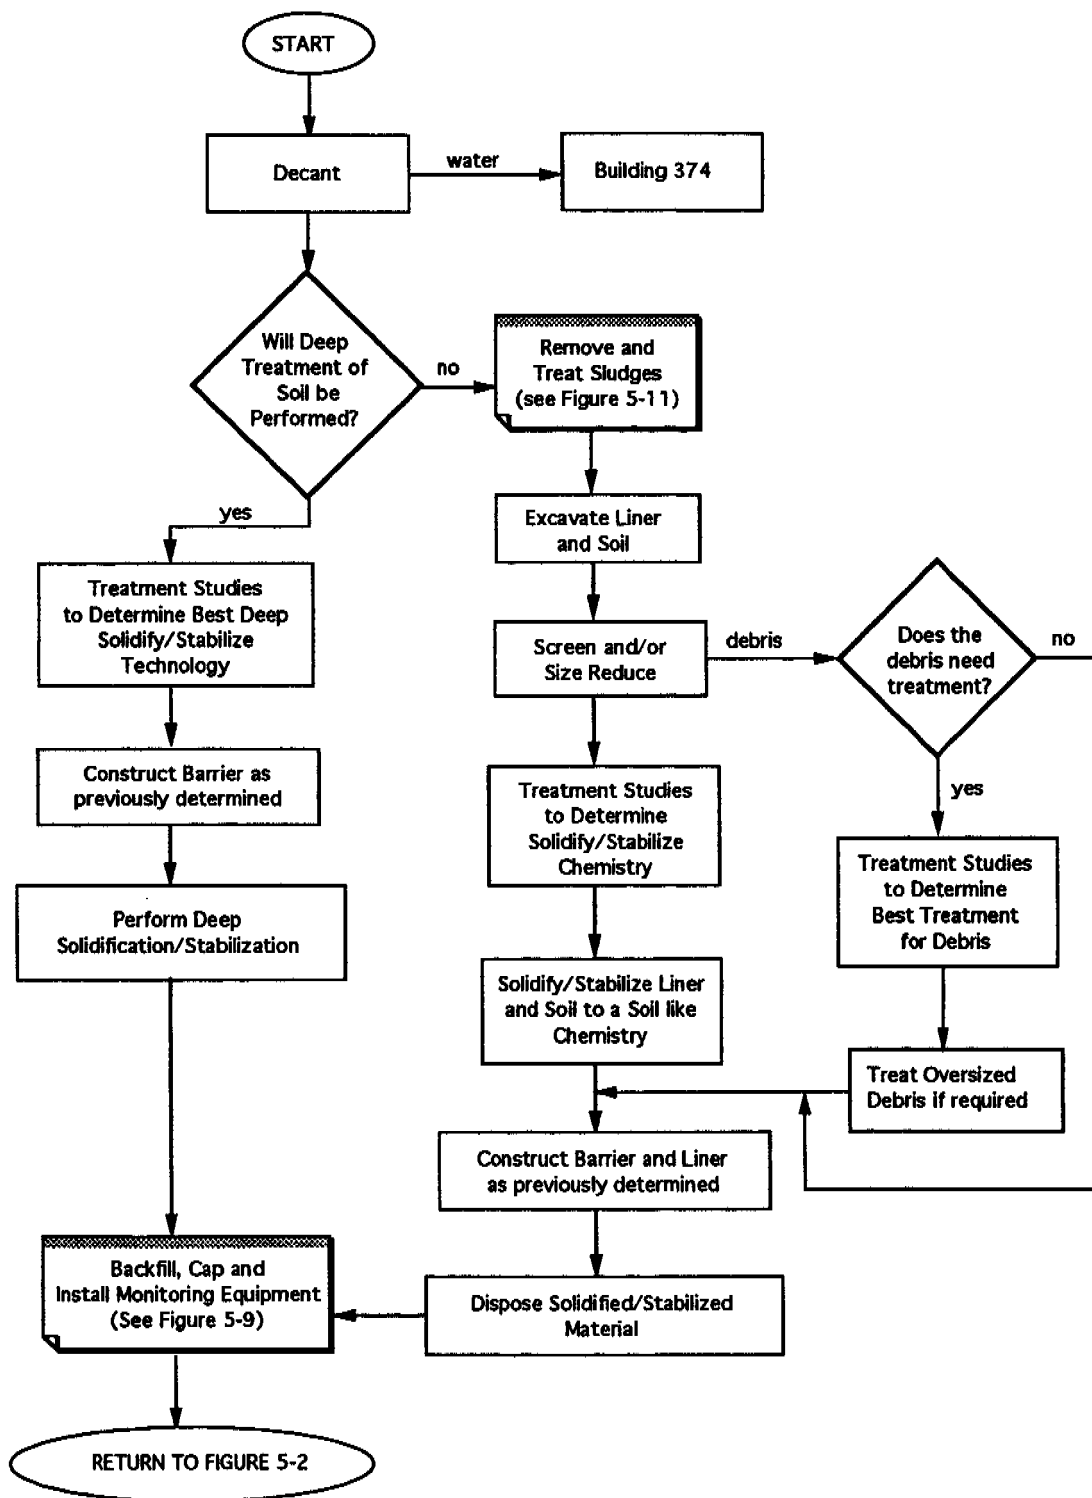 START
Decant
water
Building 374
Will Deep
Treatment of
Soil be
Performed?
no
Remove and
Treat Sludges
(see Figure 5-11)
yes
Excavate Liner
and Soil
Treatment Studies
to Determine Best Deep
Solidify/Stabilize
Technology
Screen and/or
Size Reduce
debris
Does the
debris need
treatment?
no
yes
Construct Barrier as
previously determined
Treatment Studies
to Determine
Solidify/Stabilize
Chemistry
Treatment Studies
to Determine
Best Treatment
for Debris
Perform Deep
Solidification/Stabilization
Solidify/Stabilize Liner
and Soil to a Soil like
Chemistry
Treat Oversized
Debris if required
Construct Barrier and Liner
as previously determined
Backfill, Cap and
Install Monitoring Equipment
(See Figure 5-9)
Dispose Solidified/Stabilized
Material
RETURN TO FIGURE 5-2